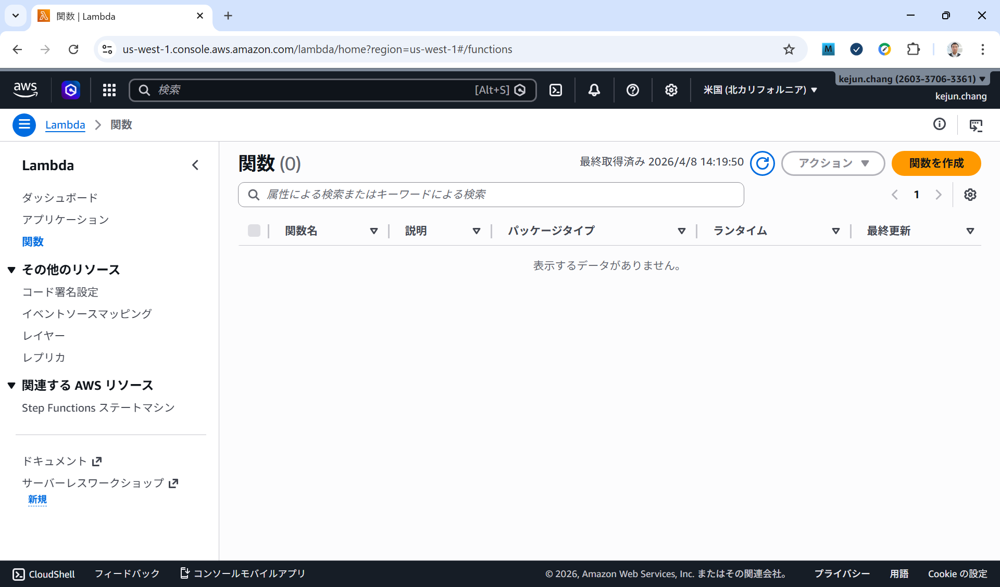 関数 | Lambda
us-west-1.console.aws.amazon.com/lambda/home?region=us-west-1#/functions
M
aws
検索
[Alt+S]
米国 (北カリフォルニア) ▼
kejun.chang (2603-3706-3361) ▼
kejun.chang
Lambda > 関数
Lambda
ダッシュボード
アプリケーション
関数
その他のリソース
コード署名設定
イベントソースマッピング
レイヤー
レプリカ
関連する AWS リソース
Step Functions ステートマシン
ドキュメント
サーバーレスワークショップ
新規
関数 (0)
最終取得済み 2026/4/8 14:19:50
アクション ▼
関数を作成
属性による検索またはキーワードによる検索
1
関数名
説明
パッケージタイプ
ランタイム
最終更新
表示するデータがありません。
CloudShell
フィードバック
コンソールモバイルアプリ
© 2026, Amazon Web Services, Inc. またはその関連会社。
プライバシー
用語
Cookie の設定